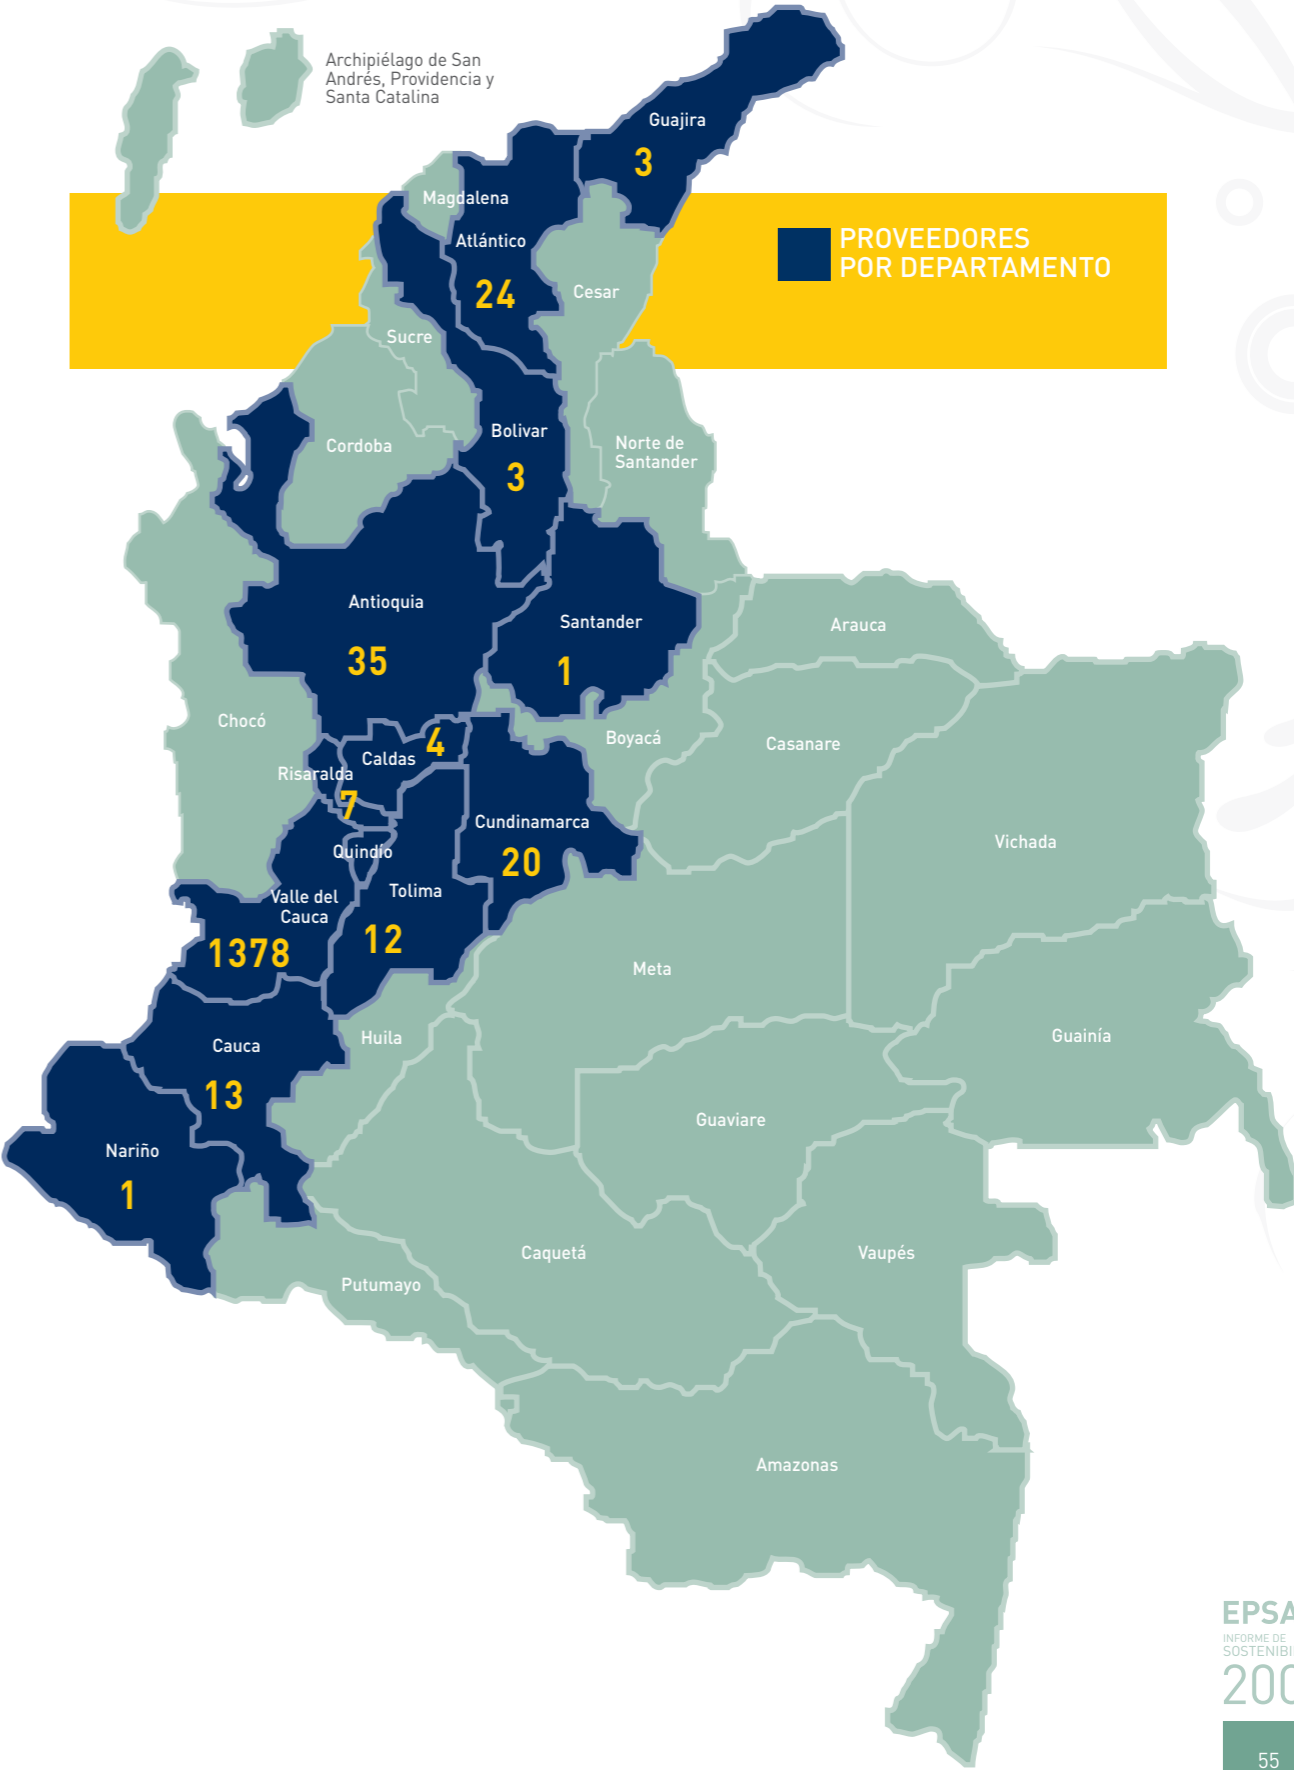 Archipiélago de San
Andrés, Providencia y
Santa Catalina
Guajira
3
Magdalena
PROVEEDORES
POR DEPARTAMENTO
Atlántico
24
Cesar
Sucre
Bolivar
3
Cordoba
Norte de
Santander
Antioquia
35
Santander
1
Arauca
Chocó
Boyacá
Casanare
Caldas
4
Risaralda
7
Cundinamarca
20
Vichada
Quindío
Tolima
12
Valle del
Cauca
1378
Meta
Huila
Guainía
Cauca
13
Guaviare
Nariño
1
Caquetá
Vaupés
Putumayo
Amazonas
EPSA
INFORME DE
55